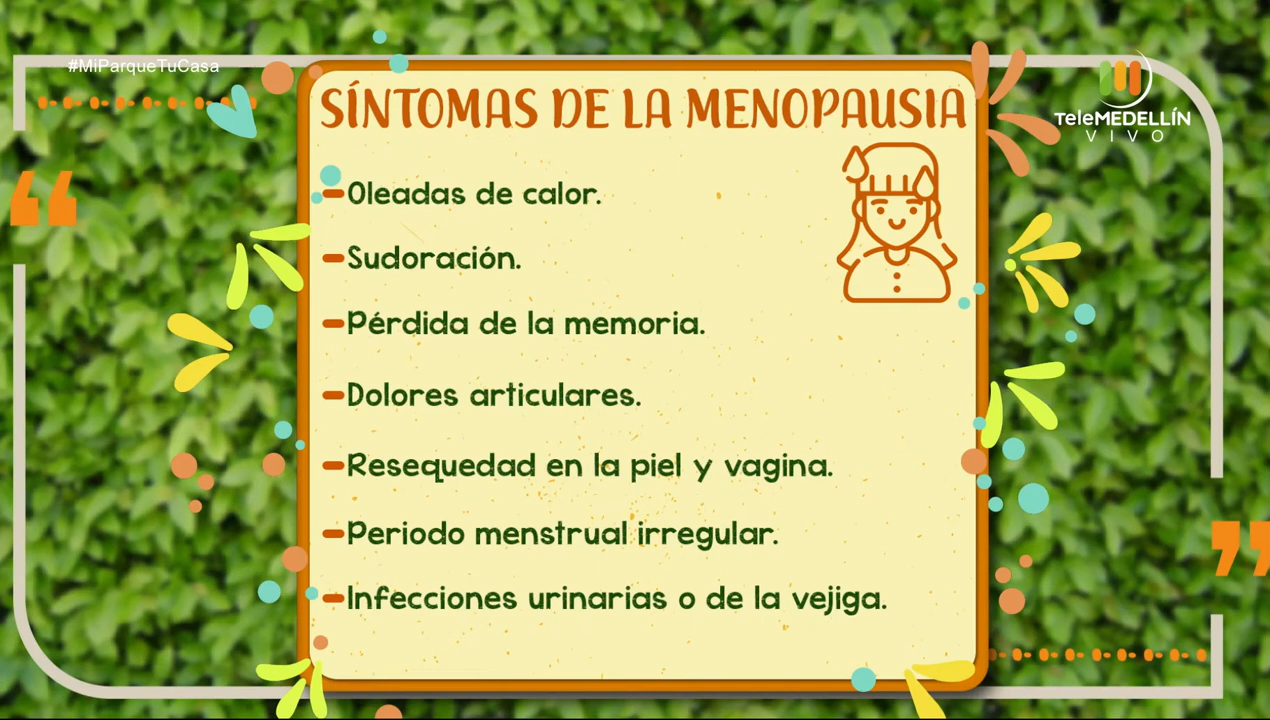 #MiParqueTuCasa
TeleMEDELLÍN
VIVO
SÍNTOMAS DE LA MENOPAUSIA
-Oleadas de calor.
-Sudoración.
-Pérdida de la memoria.
-Dolores articulares.
-Resequedad en la piel y vagina.
-Periodo menstrual irregular.
-Infecciones urinarias o de la vejiga.